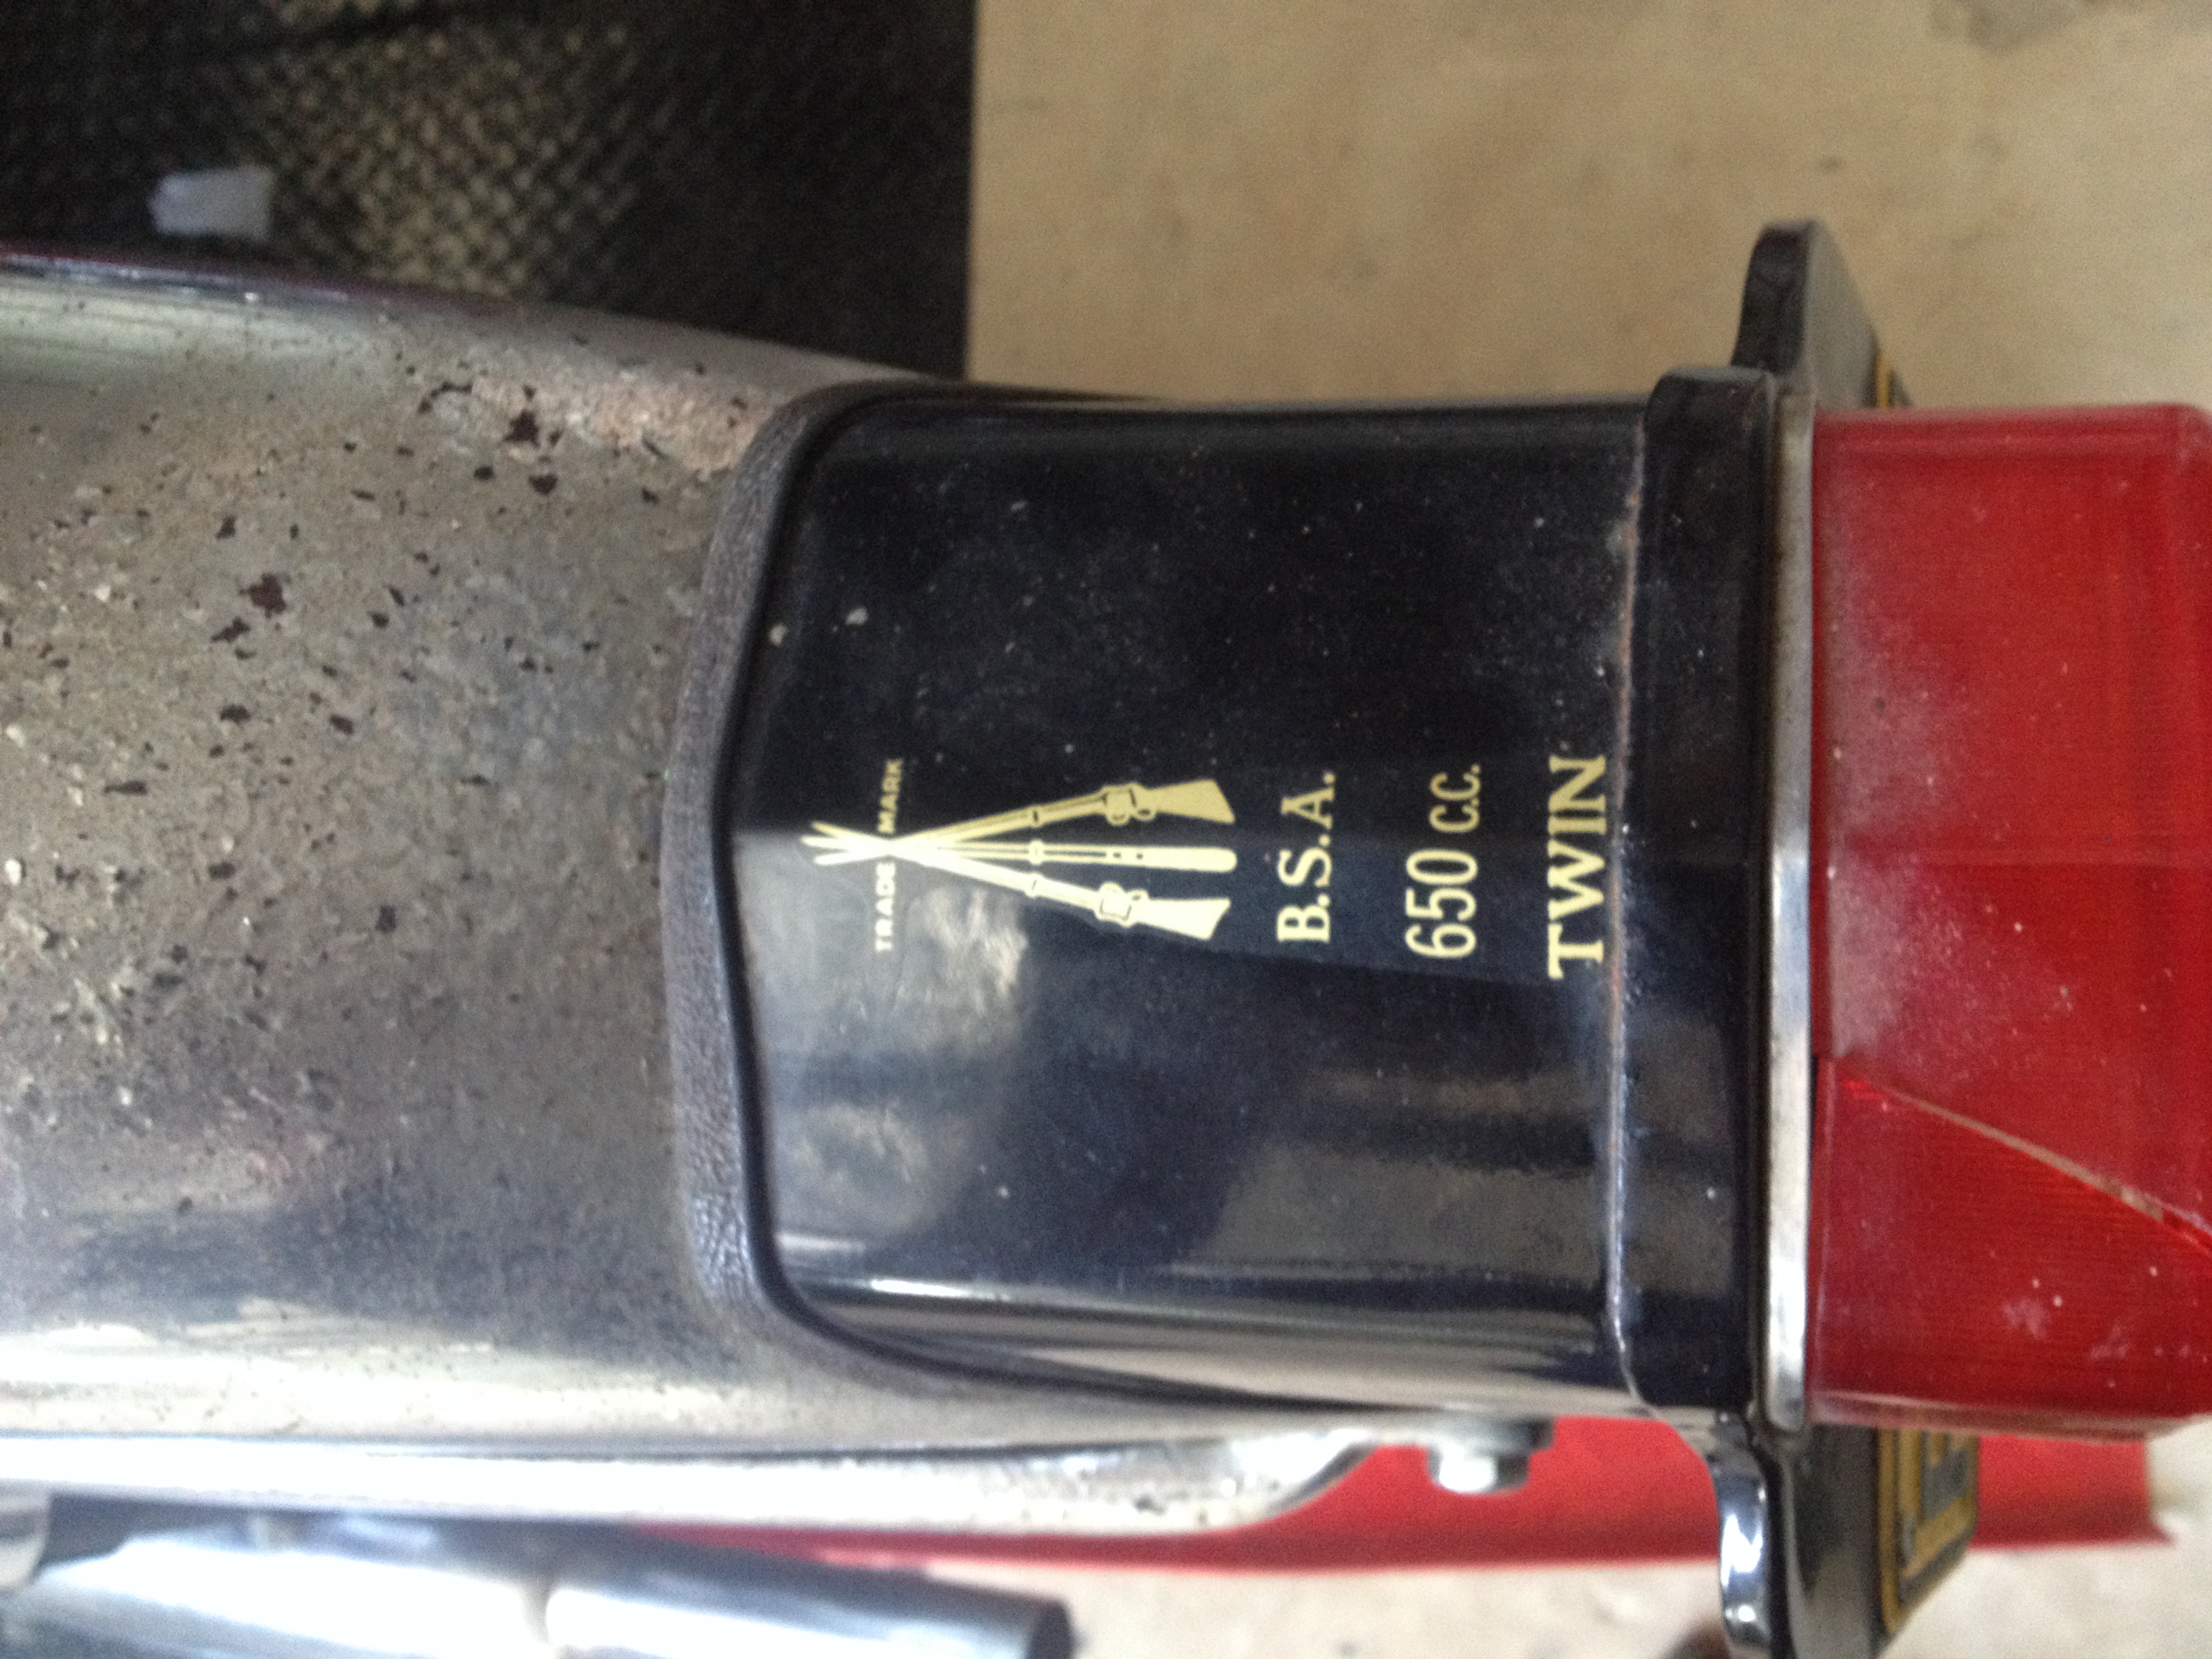 TRADE MARK
B.S.A.
650 C.C.
TWIN